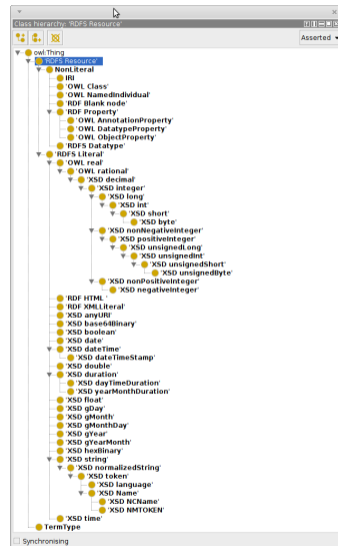 Class hierarchy: 'RDFS Resource'
Asserted
owl:Thing
'RDFS Resource'
NonLiteral
IRI
'OWL Class'
'OWL NamedIndividual'
'RDF Blank node'
'RDF Property'
'OWL AnnotationProperty'
'OWL DatatypeProperty'
'OWL ObjectProperty'
'RDFS Datatype'
'RDFS Literal'
'OWL real'
'OWL rational'
'XSD decimal'
'XSD integer'
'XSD long'
'XSD int'
'XSD short'
'XSD byte'
'XSD nonNegativeInteger'
'XSD positiveInteger'
'XSD unsignedLong'
'XSD unsignedInt'
'XSD unsignedShort'
'XSD unsignedByte'
'XSD nonPositiveInteger'
'XSD negativeInteger'
'RDF HTML '
'RDF XMLLiteral'
'XSD anyURI'
'XSD base64Binary'
'XSD boolean'
'XSD date'
'XSD dateTime'
'XSD dateTimeStamp'
'XSD double'
'XSD duration'
'XSD dayTimeDuration'
'XSD yearMonthDuration'
'XSD float'
'XSD gDay'
'XSD gMonth'
'XSD gMonthDay'
'XSD gYear'
'XSD gYearMonth'
'XSD hexBinary'
'XSD string'
'XSD normalizedString'
'XSD token'
'XSD language'
'XSD Name'
'XSD NCName'
'XSD NMTOKEN'
'XSD time'
TermType
Synchronising